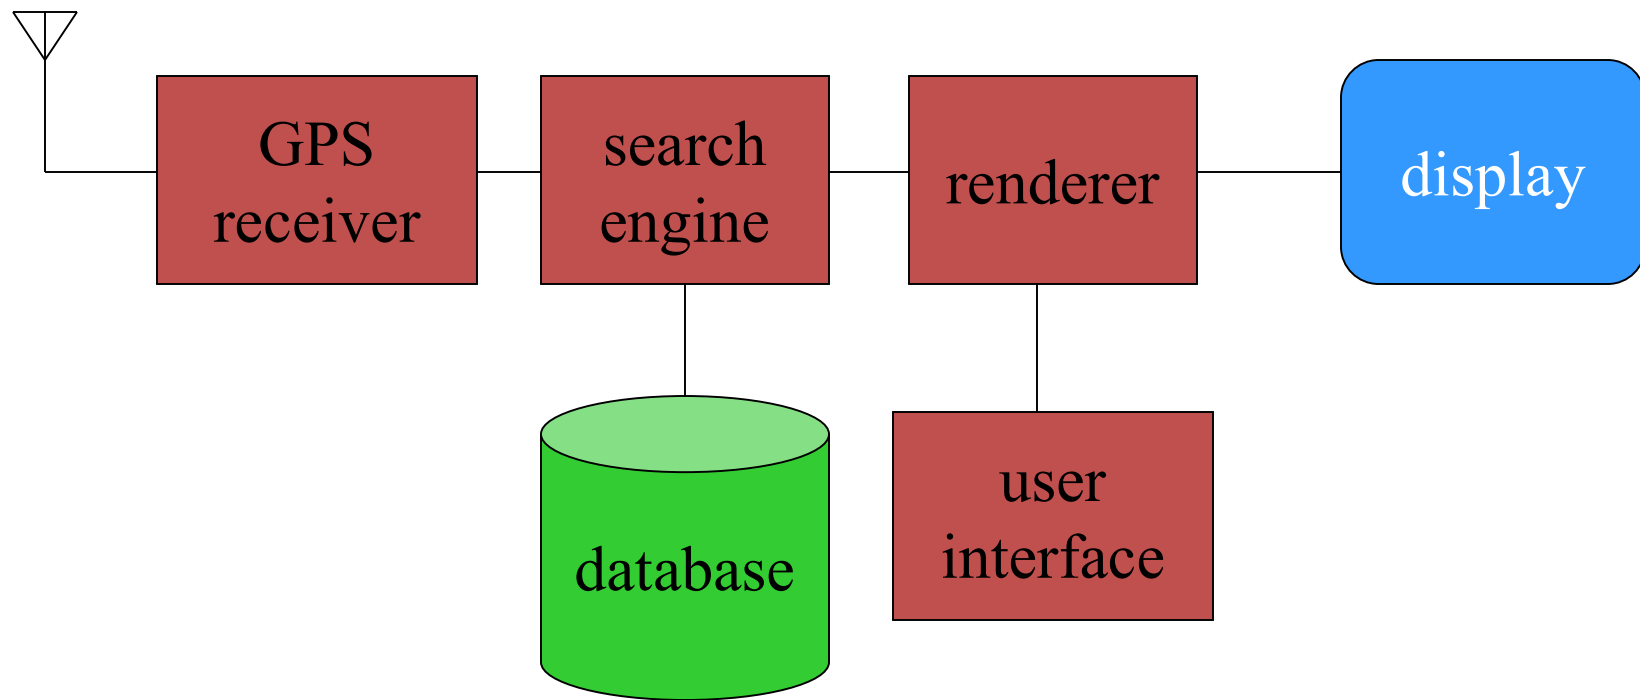 GPS
receiver
search
engine
renderer
display
database
user
interface